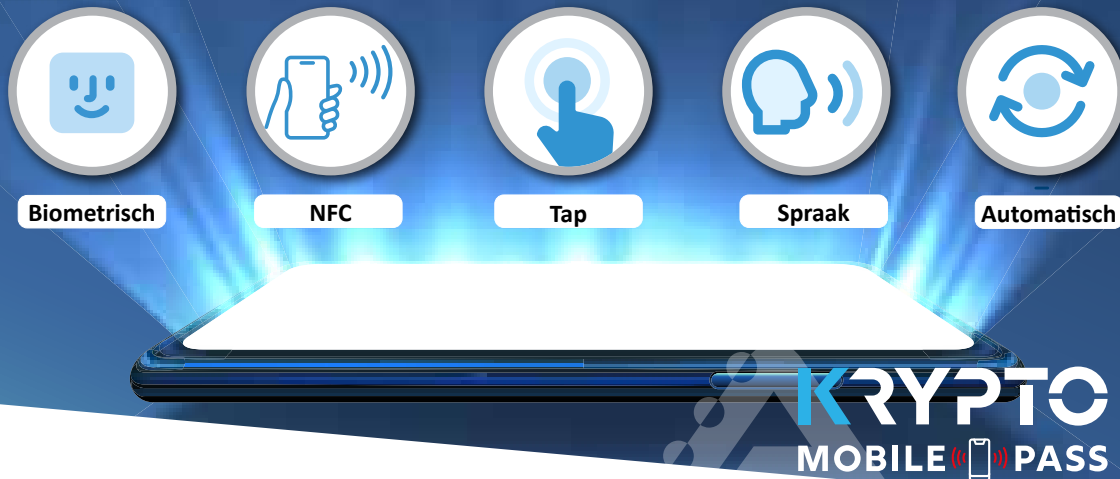 Biometrisch
NFC
Tap
Spraak
Automatisch
KRYPTO
MOBILE PASS